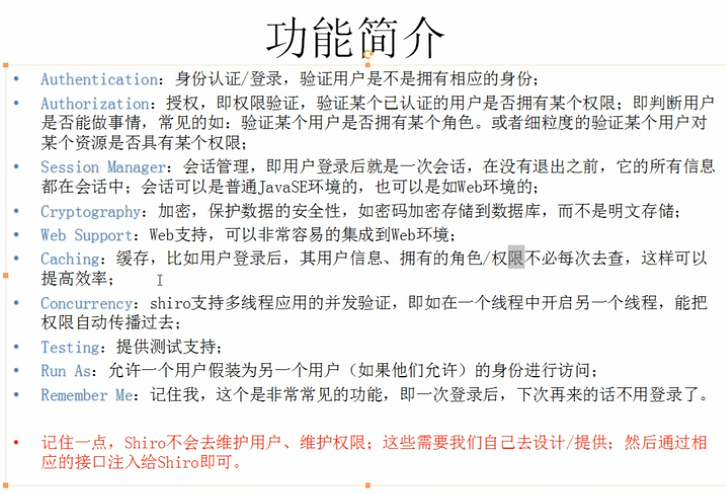 功能简介
• Authentication：身份认证/登录，验证用户是不是拥有相应的身份；
• Authorization：授权，即权限验证，验证某个已认证的用户是否拥有某个权限；即判断用户
是否能做事情，常见的如：验证某个用户是否拥有某个角色。或者细粒度的验证某个用户对
某个资源是否具有某个权限；
• Session Manager：会话管理，即用户登录后就是一次会话，在没有退出之前，它的所有信息
都在会话中；会话可以是普通JavaSE环境的，也可以是如Web环境的；
• Cryptography：加密，保护数据的安全性，如密码加密存储到数据库，而不是明文存储；
• Web Support：Web支持，可以非常容易的集成到Web环境；
• Caching：缓存，比如用户登录后，其用户信息、拥有的角色/权限不必每次去查，这样可以
提高效率；
• Concurrency：shiro支持多线程应用的并发验证，即如在一个线程中开启另一个线程，能把
权限自动传播过去；
• Testing：提供测试支持；
• Run As：允许一个用户假装为另一个用户（如果他们允许）的身份进行访问；
• Remember Me：记住我，这个是非常常见的功能，即一次登录后，下次再来的话不用登录了。
• 记住一点，Shiro不会去维护用户、维护权限；这些需要我们自己去设计/提供；然后通过相
应的接口注入给Shiro即可。